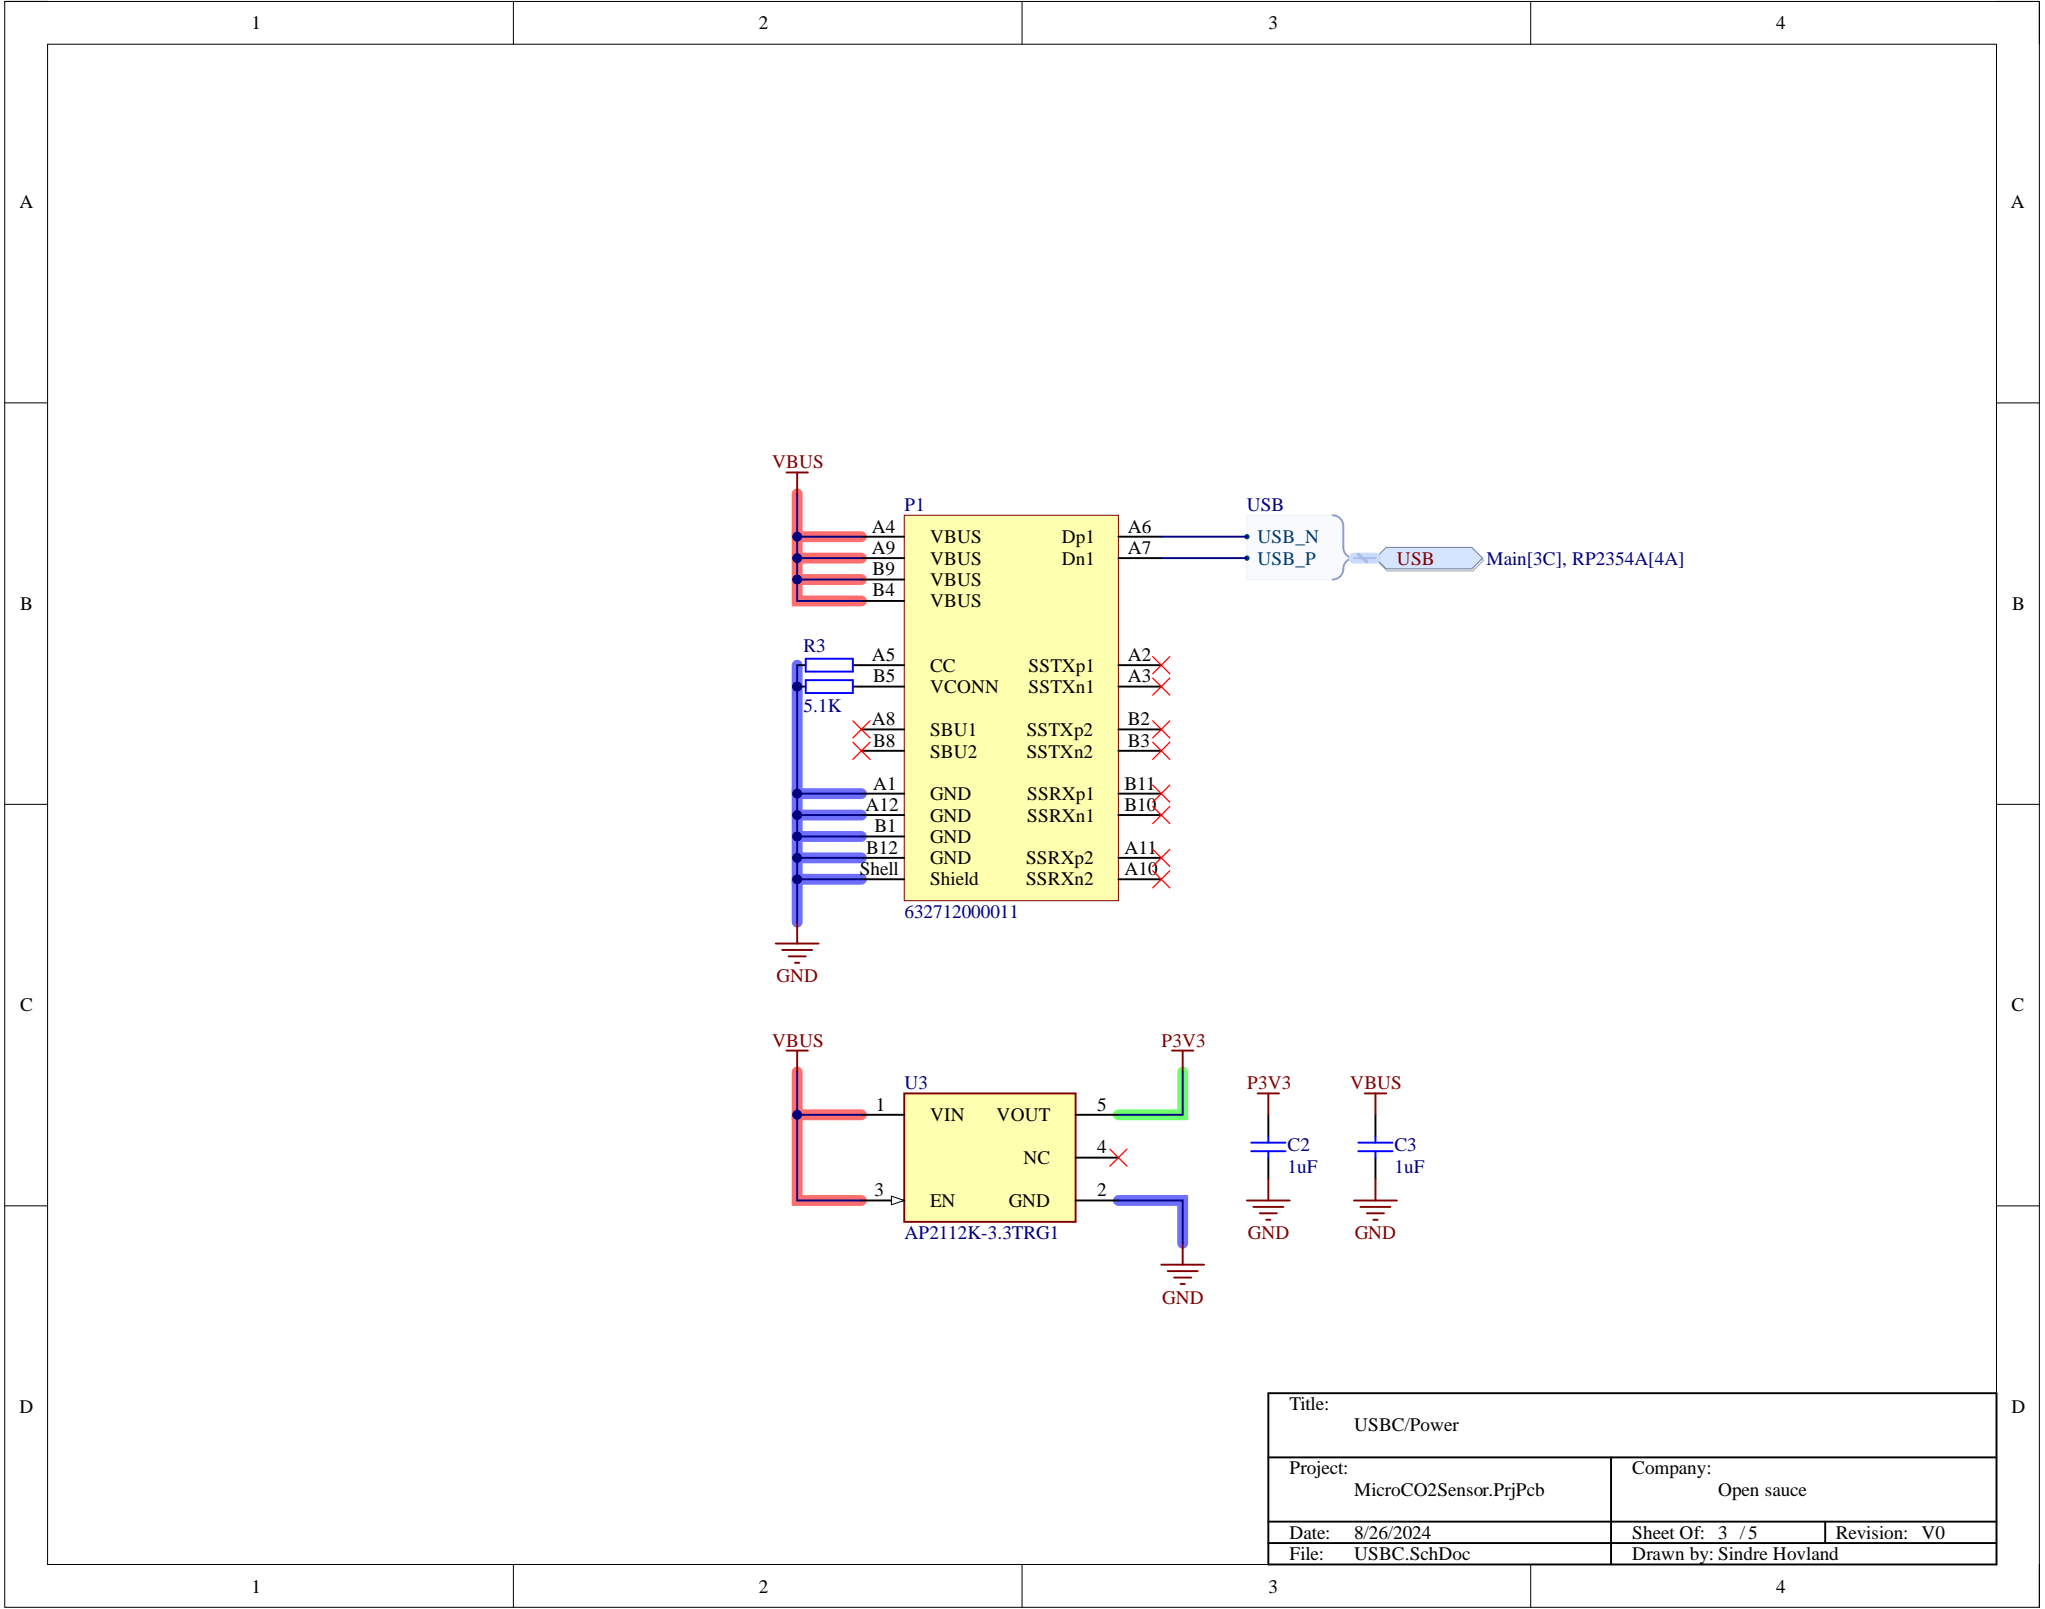 1 2 3 4
A A
B B
C C
D D
VBUS
P1
A4 VBUS Dp1 A6
A9 VBUS Dn1 A7
B9 VBUS
B4 VBUS
USB
USB_N
USB_P
USB Main[3C], RP2354A[4A]
R3
A5 CC SSTXp1 A2
B5 VCONN SSTXn1 A3
5.1K
A8 SBU1 SSTXp2 B2
B8 SBU2 SSTXn2 B3
A1 GND SSRXp1 B11
A12 GND SSRXn1 B10
B1 GND
B12 GND SSRXp2 A11
Shell Shield SSRXn2 A10
632712000011
GND
VBUS
P3V3
U3
1 VIN VOUT 5
NC 4
3 EN GND 2
AP2112K-3.3TRG1
GND
P3V3
C2
1uF
GND
VBUS
C3
1uF
GND
Title:
USBC/Power
Project:
MicroCO2Sensor.PrjPcb
Company:
Open sauce
Date: 8/26/2024
Sheet Of: 3 / 5
Revision: V0
File: USBC.SchDoc
Drawn by: Sindre Hovland
1 2 3 4